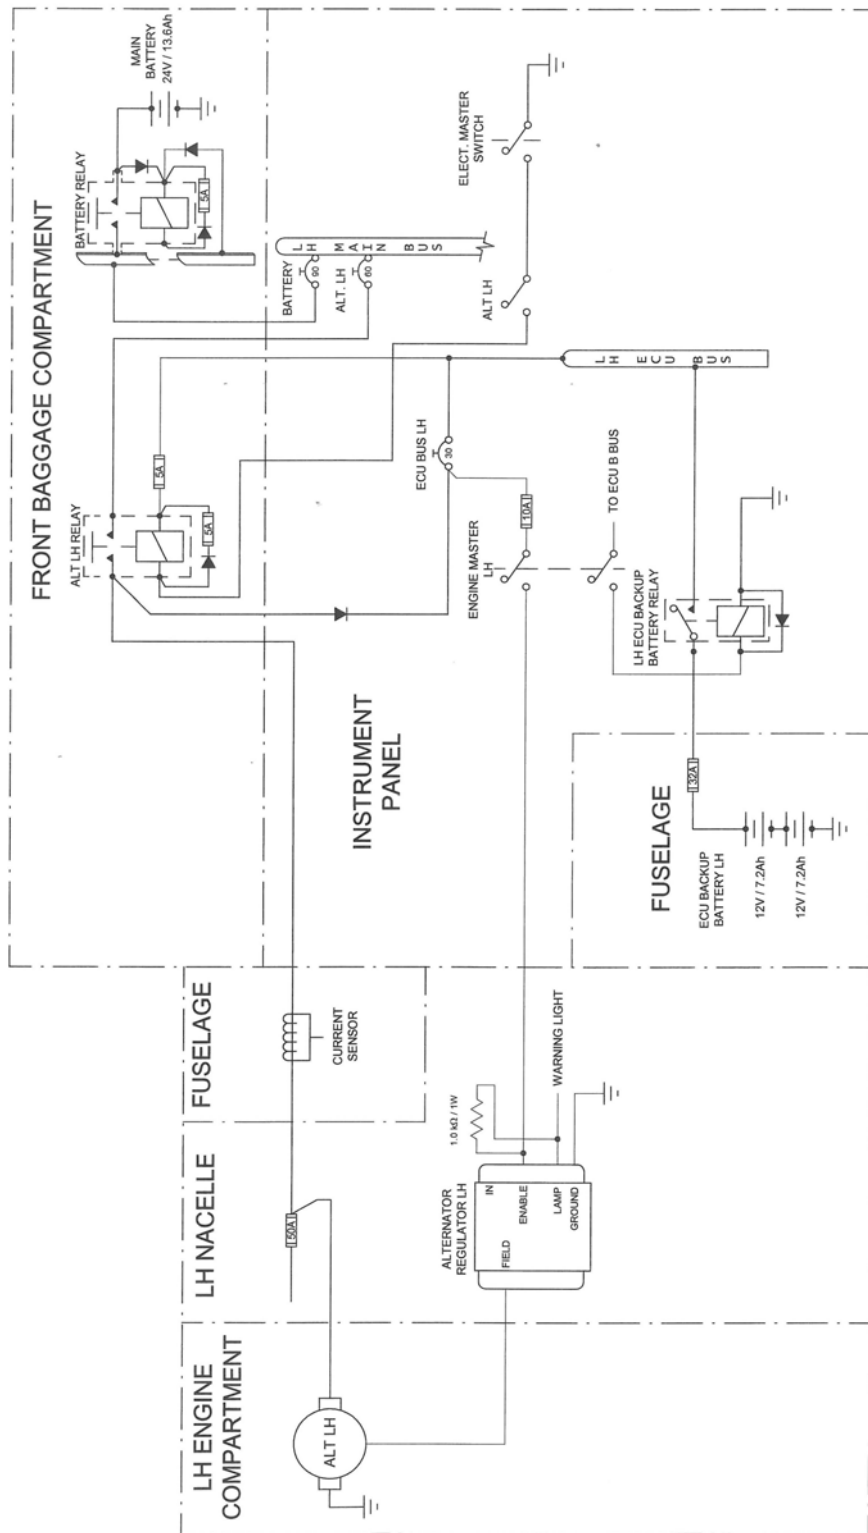 FRONT BAGGAGE COMPARTMENT
MAIN
BATTERY
24V / 13.6Ah
BATTERY RELAY
5A
ALT LH RELAY
5A
5A
INSTRUMENT
PANEL
BATTERY
90
ALT. LH
60
LH MAIN BUS
ELECT. MASTER
SWITCH
ALT LH
LH ECU BUS
ECU BUS LH
30
10A
ENGINE MASTER
LH
TO ECU B BUS
LH ECU BACKUP
BATTERY RELAY
FUSELAGE
32A
ECU BACKUP
BATTERY LH
12V / 7.2Ah
12V / 7.2Ah
FUSELAGE
CURRENT
SENSOR
LH NACELLE
50A
1.0 kΩ / 1W
WARNING LIGHT
ALTERNATOR
REGULATOR LH
IN
ENABLE
LAMP
GROUND
FIELD
LH ENGINE
COMPARTMENT
ALT LH